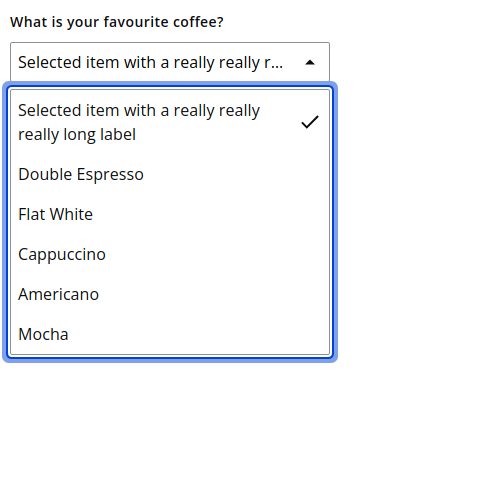 What is your favourite coffee?
Selected item with a really really r...
Selected item with a really really
really long label
Double Espresso
Flat White
Cappuccino
Americano
Mocha